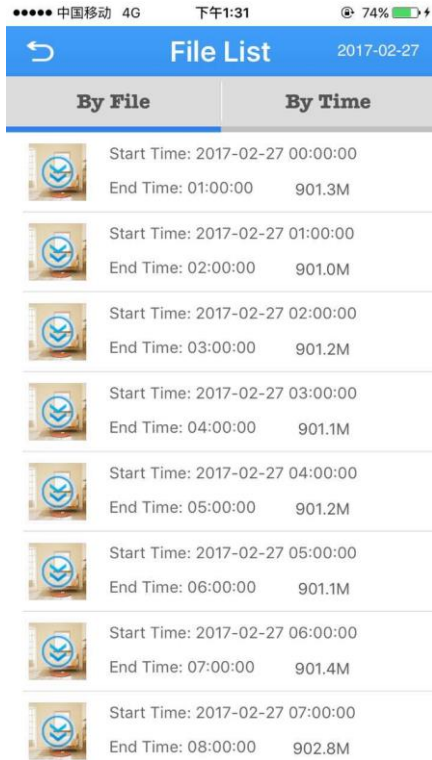 中国移动 4G 下午1:31 74%
File List 2017-02-27
By File By Time
Start Time: 2017-02-27 00:00:00
End Time: 01:00:00 901.3M
Start Time: 2017-02-27 01:00:00
End Time: 02:00:00 901.0M
Start Time: 2017-02-27 02:00:00
End Time: 03:00:00 901.2M
Start Time: 2017-02-27 03:00:00
End Time: 04:00:00 901.1M
Start Time: 2017-02-27 04:00:00
End Time: 05:00:00 901.2M
Start Time: 2017-02-27 05:00:00
End Time: 06:00:00 901.1M
Start Time: 2017-02-27 06:00:00
End Time: 07:00:00 901.4M
Start Time: 2017-02-27 07:00:00
End Time: 08:00:00 902.8M